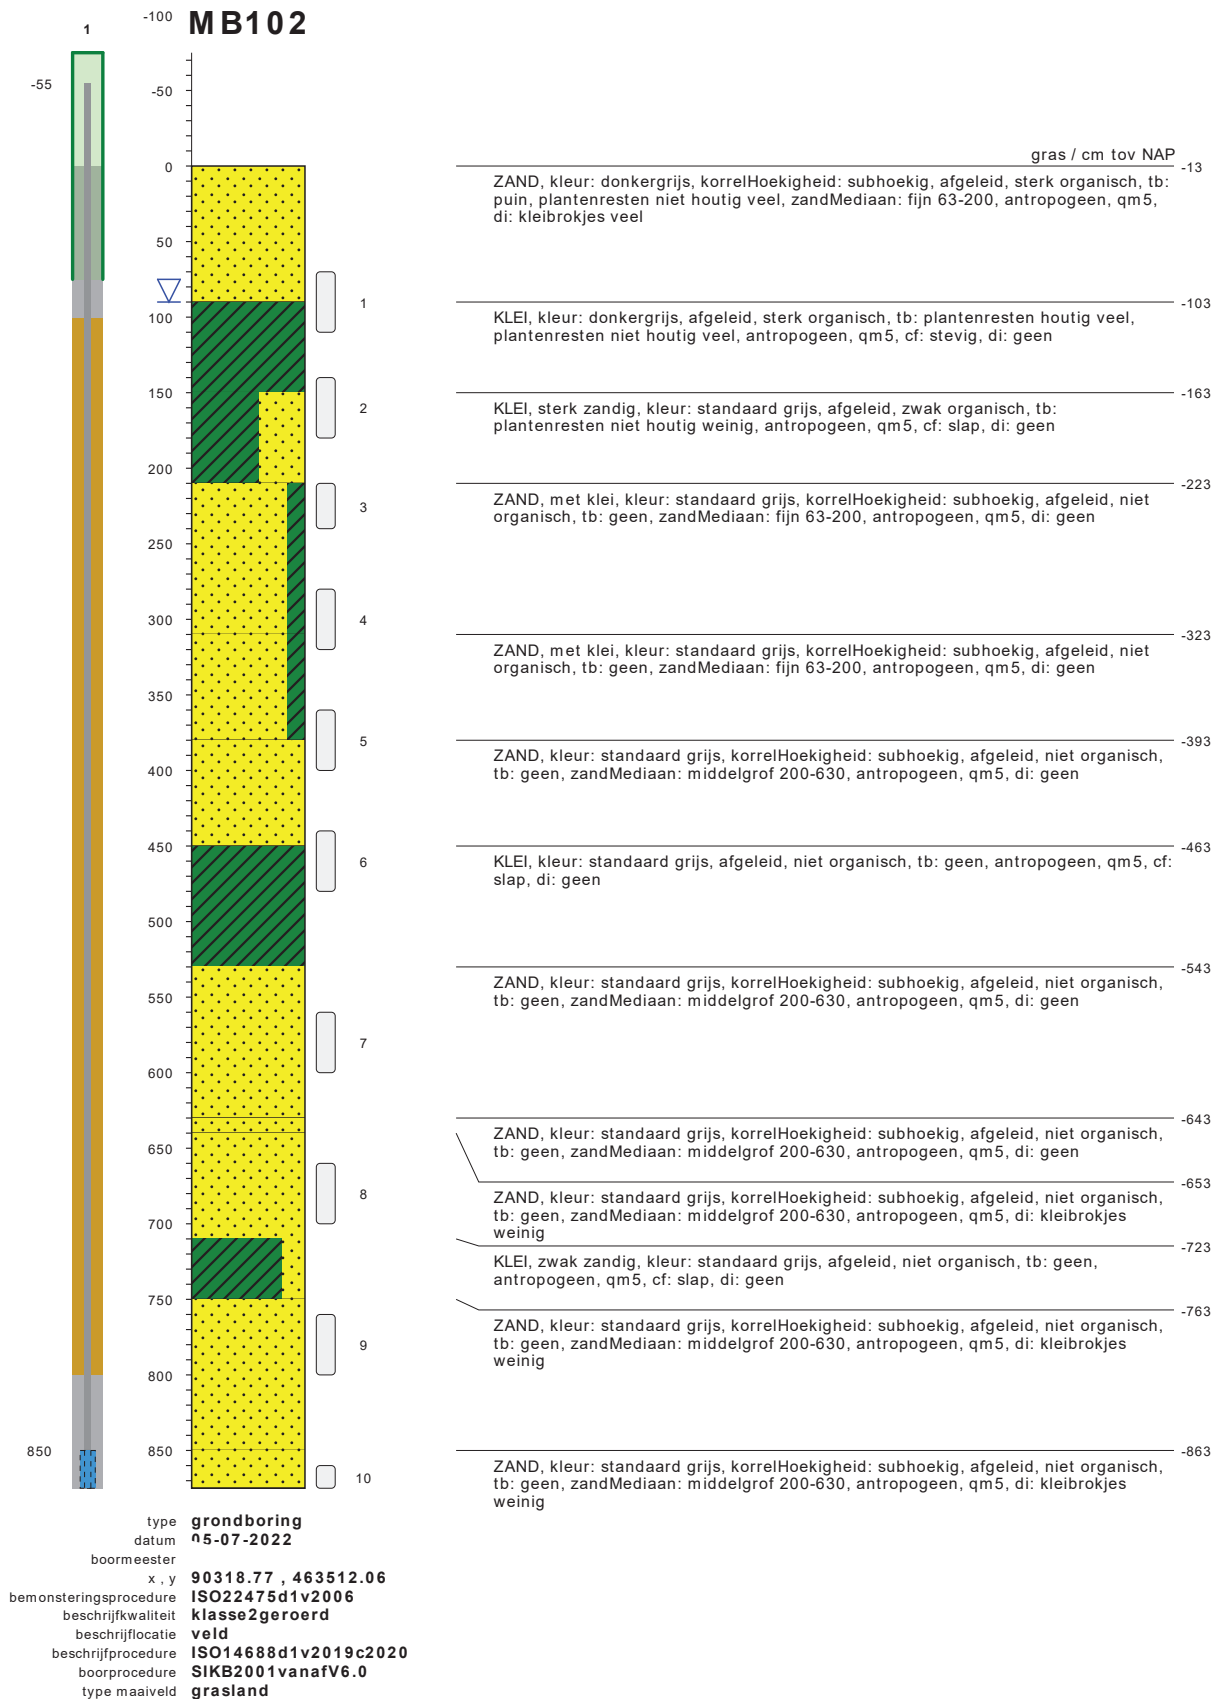 1
-100 MB102
-55
-50
0
50
100
150
200
250
300
350
400
450
500
550
600
650
700
750
800
850
850
1
2
3
4
5
6
7
8
9
10
gras / cm tov NAP
-13
ZAND, kleur: donkergrijs, korrelHoekigheid: subhoekig, afgeleid, sterk organisch, tb:
puin, plantenresten niet houtig veel, zandMediaan: fijn 63-200, antropogeen, qm5,
di: kleibrokjes veel
-103
KLEI, kleur: donkergrijs, afgeleid, sterk organisch, tb: plantenresten houtig veel,
plantenresten niet houtig veel, antropogeen, qm5, cf: stevig, di: geen
-163
KLEI, sterk zandig, kleur: standaard grijs, afgeleid, zwak organisch, tb:
plantenresten niet houtig weinig, antropogeen, qm5, cf: slap, di: geen
-223
ZAND, met klei, kleur: standaard grijs, korrelHoekigheid: subhoekig, afgeleid, niet
organisch, tb: geen, zandMediaan: fijn 63-200, antropogeen, qm5, di: geen
-323
ZAND, met klei, kleur: standaard grijs, korrelHoekigheid: subhoekig, afgeleid, niet
organisch, tb: geen, zandMediaan: fijn 63-200, antropogeen, qm5, di: geen
-393
ZAND, kleur: standaard grijs, korrelHoekigheid: subhoekig, afgeleid, niet organisch,
tb: geen, zandMediaan: middelgrof 200-630, antropogeen, qm5, di: geen
-463
KLEI, kleur: standaard grijs, afgeleid, niet organisch, tb: geen, antropogeen, qm5, cf:
slap, di: geen
-543
ZAND, kleur: standaard grijs, korrelHoekigheid: subhoekig, afgeleid, niet organisch,
tb: geen, zandMediaan: middelgrof 200-630, antropogeen, qm5, di: geen
-643
ZAND, kleur: standaard grijs, korrelHoekigheid: subhoekig, afgeleid, niet organisch,
tb: geen, zandMediaan: middelgrof 200-630, antropogeen, qm5, di: geen
-653
ZAND, kleur: standaard grijs, korrelHoekigheid: subhoekig, afgeleid, niet organisch,
tb: geen, zandMediaan: middelgrof 200-630, antropogeen, qm5, di: kleibrokjes
weinig
-723
KLEI, zwak zandig, kleur: standaard grijs, afgeleid, niet organisch, tb: geen,
antropogeen, qm5, cf: slap, di: geen
-763
ZAND, kleur: standaard grijs, korrelHoekigheid: subhoekig, afgeleid, niet organisch,
tb: geen, zandMediaan: middelgrof 200-630, antropogeen, qm5, di: kleibrokjes
weinig
-863
ZAND, kleur: standaard grijs, korrelHoekigheid: subhoekig, afgeleid, niet organisch,
tb: geen, zandMediaan: middelgrof 200-630, antropogeen, qm5, di: kleibrokjes
weinig
type grondboring
datum 05-07-2022
boormeester
x , y 90318.77 , 463512.06
bemonsteringsprocedure ISO22475d1v2006
beschrijfkwaliteit klasse2geroerd
beschrijflocatie veld
beschrijfprocedure ISO14688d1v2019c2020
boorprocedure SIKB2001vanafV6.0
type maaiveld grasland